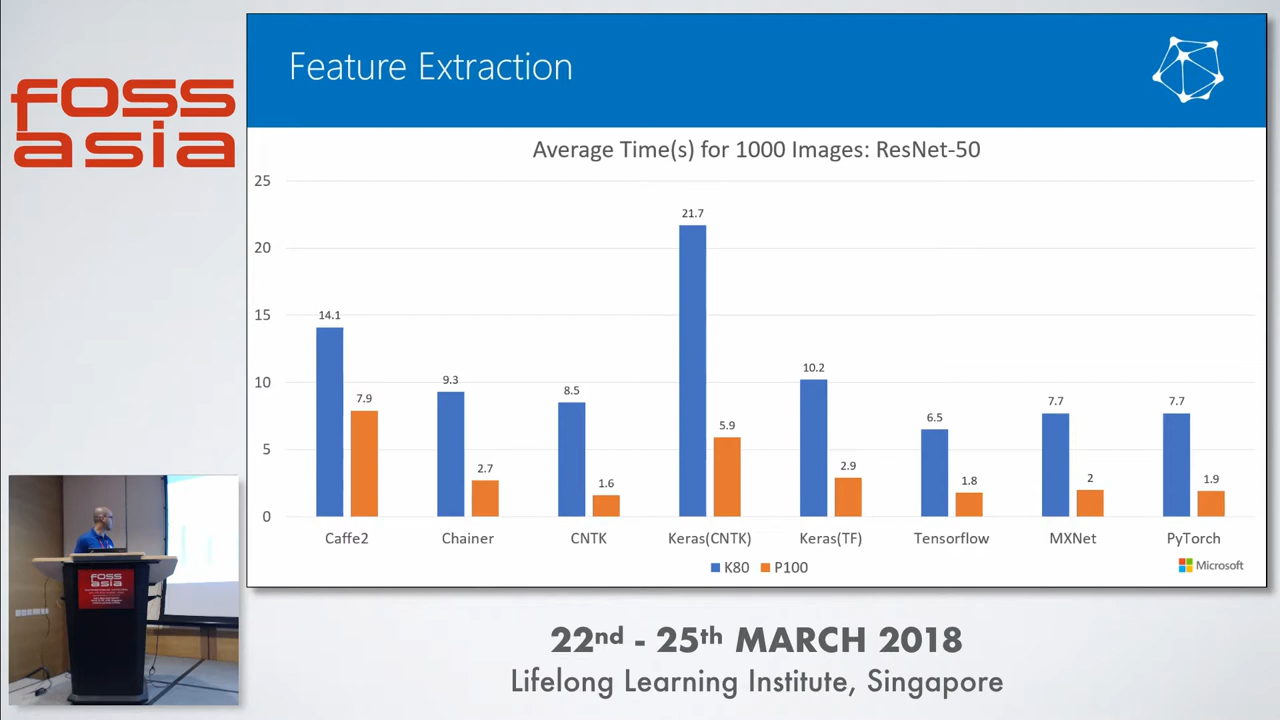 foss
asia
Feature Extraction
Average Time(s) for 1000 Images: ResNet-50
25
20
15
10
5
0
14.1
7.9
9.3
2.7
8.5
1.6
21.7
5.9
10.2
2.9
6.5
1.8
7.7
2
7.7
1.9
Caffe2
Chainer
CNTK
Keras(CNTK)
Keras(TF)
Tensorflow
MXNet
PyTorch
K80
P100
Microsoft
foss
asia
22nd - 25th MARCH 2018
Lifelong Learning Institute, Singapore